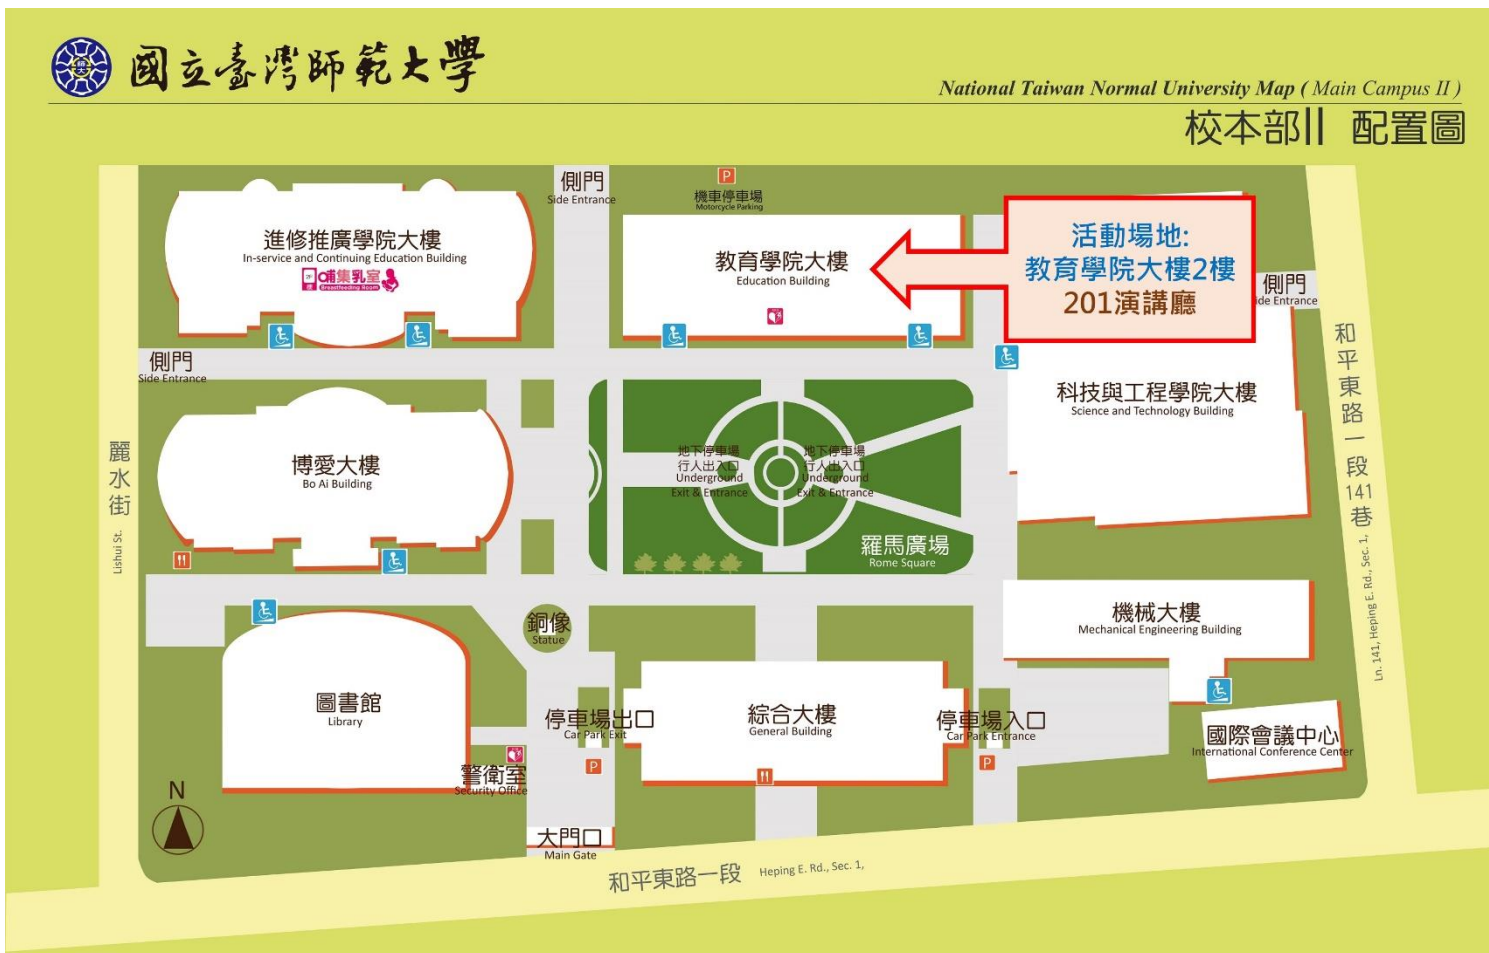 國立臺灣師範大學
National Taiwan Normal University Map ( Main Campus II )
校本部II 配置圖
側門
Side Entrance
P
機車停車場
Motorcycle Parking
進修推廣學院大樓
In-service and Continuing Education Building
哺集乳室
Breastfeeding Room
教育學院大樓
Education Building
活動場地:
教育學院大樓2樓
201演講廳
側門
ide Entrance
側門
Side Entrance
科技與工程學院大樓
Science and Technology Building
和平東路一段141巷
Ln. 141, Heping E. Rd., Sec. 1,
麗水街
Lishui St.
博愛大樓
Bo Ai Building
地下停車場
行人出入口
Underground
Exit & Entrance
地下停車場
行人出入口
Underground
Exit & Entrance
羅馬廣場
Rome Square
銅像
Statue
機械大樓
Mechanical Engineering Building
圖書館
Library
停車場出口
Car Park Exit
P
綜合大樓
General Building
停車場入口
Car Park Entrance
P
國際會議中心
International Conference Center
警衛室
Security Office
N
大門口
Main Gate
和平東路一段 Heping E. Rd., Sec. 1,